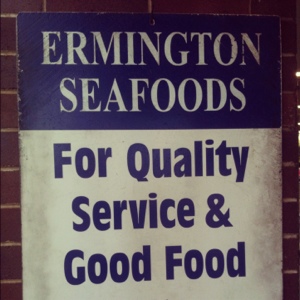 ERMINGTON
SEAFOODS
For Quality
Service &
Good Food